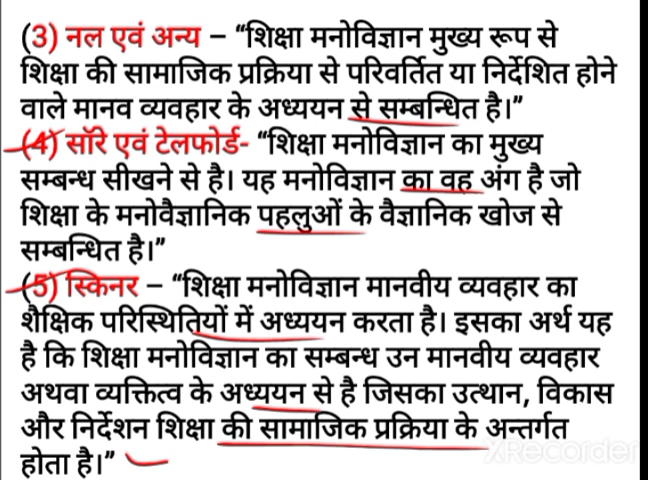 (3) नल एवं अन्य – “शिक्षा मनोविज्ञान मुख्य रूप से
शिक्षा की सामाजिक प्रक्रिया से परिवर्तित या निर्देशित होने
वाले मानव व्यवहार के अध्ययन से सम्बन्धित है।”
(4) सॉरे एवं टेलफोर्ड- “शिक्षा मनोविज्ञान का मुख्य
सम्बन्ध सीखने से है। यह मनोविज्ञान का वह अंग है जो
शिक्षा के मनोवैज्ञानिक पहलुओं के वैज्ञानिक खोज से
सम्बन्धित है।”
(5) स्किनर – “शिक्षा मनोविज्ञान मानवीय व्यवहार का
शैक्षिक परिस्थितियों में अध्ययन करता है। इसका अर्थ यह
है कि शिक्षा मनोविज्ञान का सम्बन्ध उन मानवीय व्यवहार
अथवा व्यक्तित्व के अध्ययन से है जिसका उत्थान, विकास
और निर्देशन शिक्षा की सामाजिक प्रक्रिया के अन्तर्गत
होता है।”
XRecorder